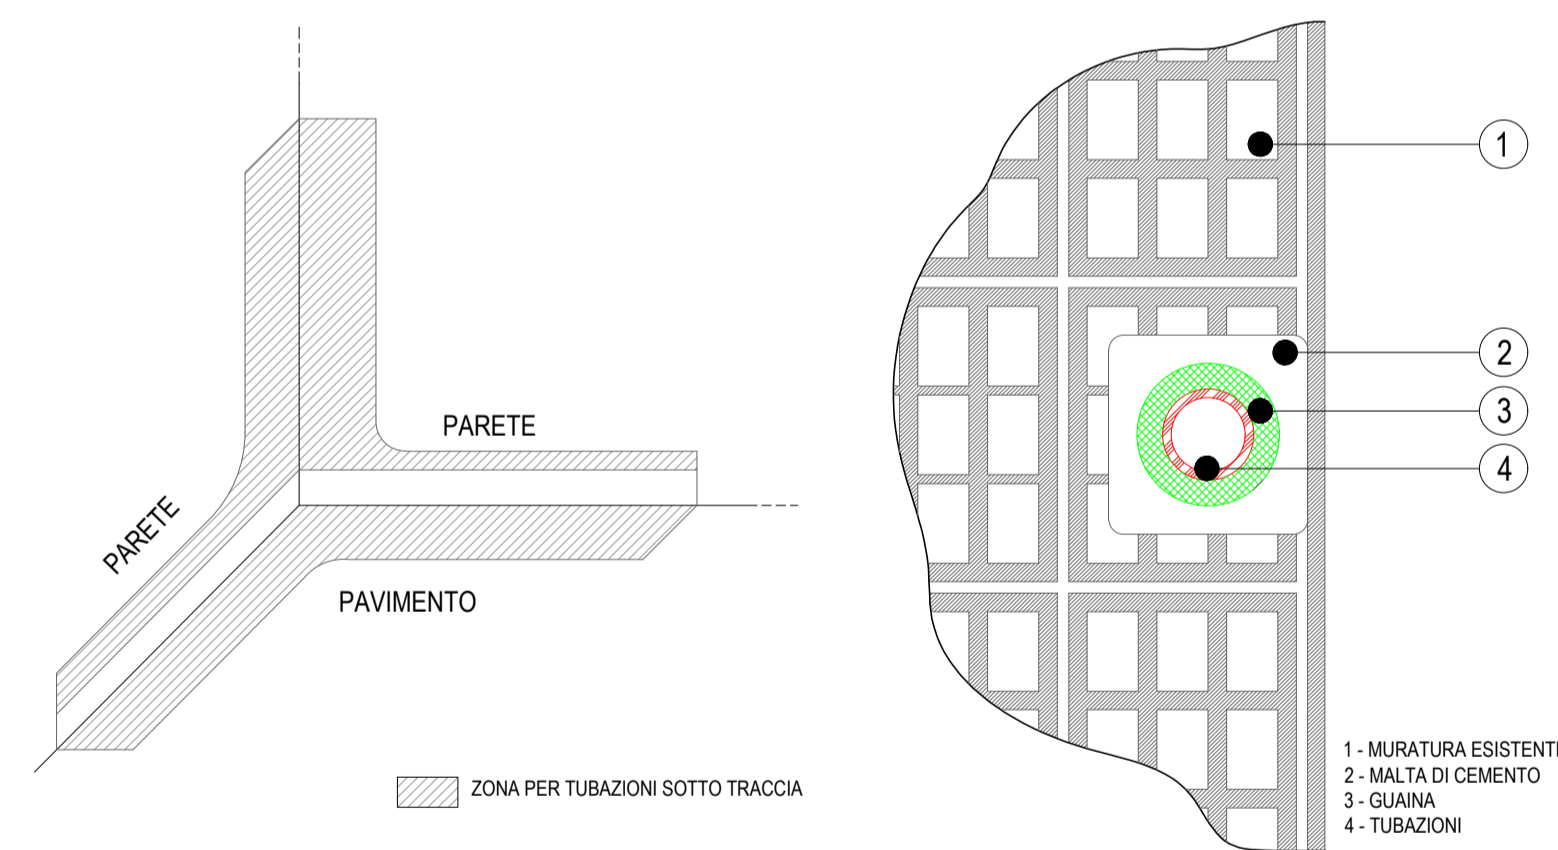 PARETE
PARETE
PAVIMENTO
ZONA PER TUBAZIONI SOTTO TRACCIA
1
2
3
4
1 - MURATURA ESISTENTE
2 - MALTA DI CEMENTO
3 - GUAINA
4 - TUBAZIONI